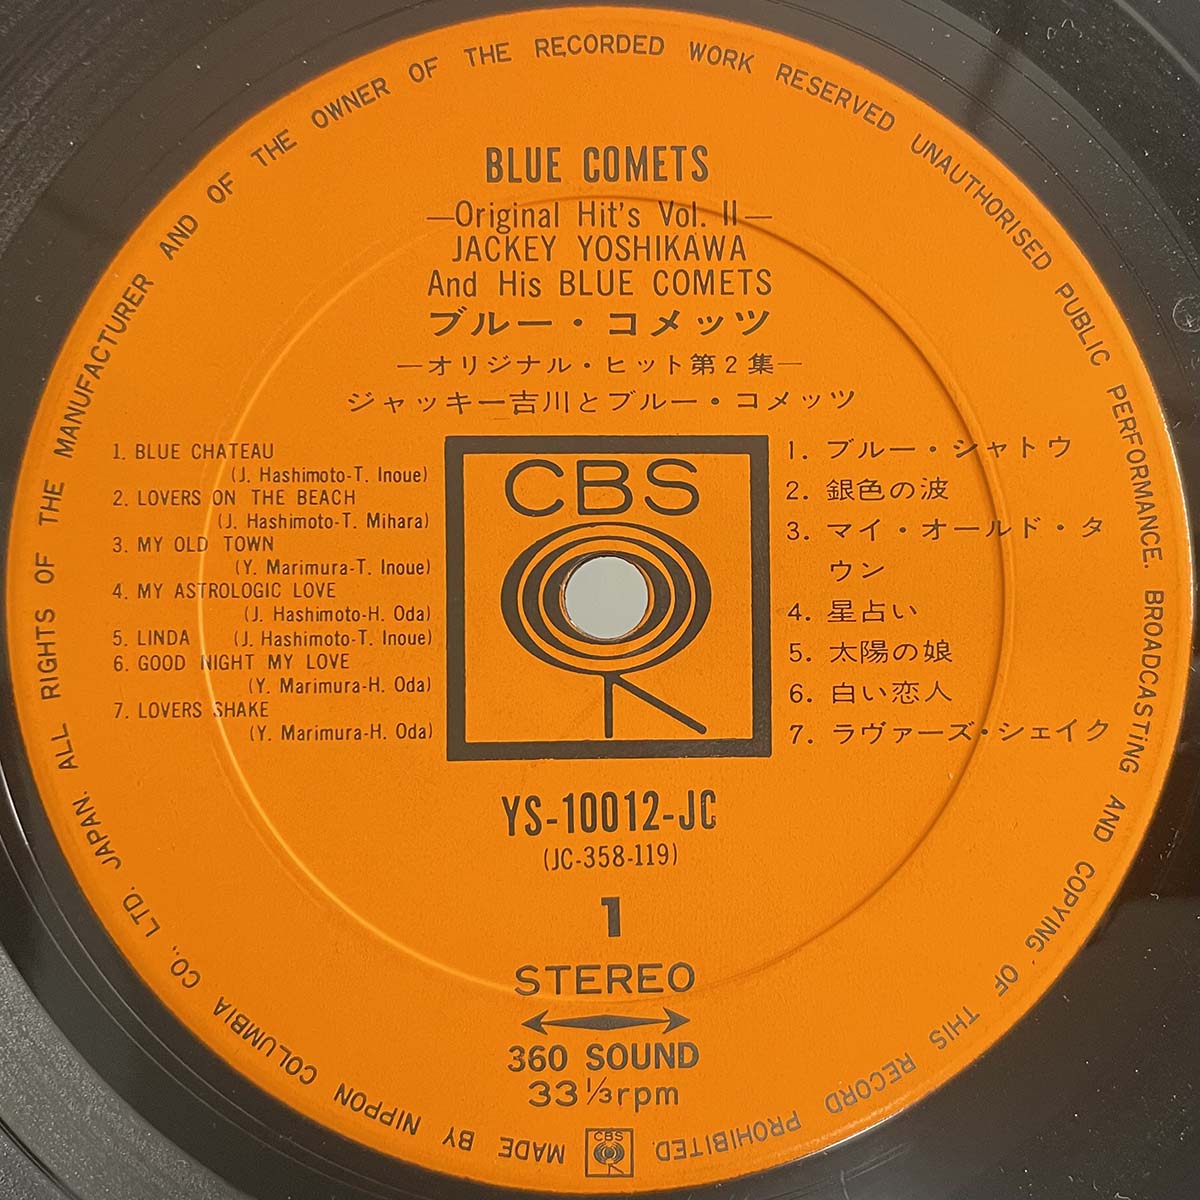 BLUE COMETS
—Original Hit's Vol. II—
JACKEY YOSHIKAWA
And His BLUE COMETS
ブルー・コメッツ
—オリジナル・ヒット第2集—
ジャッキー吉川とブルー・コメッツ
1. BLUE CHATEAU
(J. Hashimoto-T. Inoue)
2. LOVERS ON THE BEACH
(J. Hashimoto-T. Mihara)
3. MY OLD TOWN
(Y. Marimura-T. Inoue)
4. MY ASTROLOGIC LOVE
(J. Hashimoto-H. Oda)
5. LINDA (J. Hashimoto-T. Inoue)
6. GOOD NIGHT MY LOVE
(Y. Marimura-H. Oda)
7. LOVERS SHAKE
(Y. Marimura-H. Oda)
CBS
1. ブルー・シャトウ
2. 銀色の波
3. マイ・オールド・タ
ウン
4. 星占い
5. 太陽の娘
6. 白い恋人
7. ラヴァーズ・シェイク
YS-10012-JC
(JC-358-119)
1
STEREO
360 SOUND
33 1/3 rpm
CBS
MADE BY NIPPON COLUMBIA CO., LTD. JAPAN. ALL RIGHTS OF THE MANUFACTURER AND OF THE OWNER OF THE RECORDED WORK RESERVED UNAUTHORISED PUBLIC PERFORMANCE. BROADCASTING AND COPYING OF THIS RECORD PROHIBITED